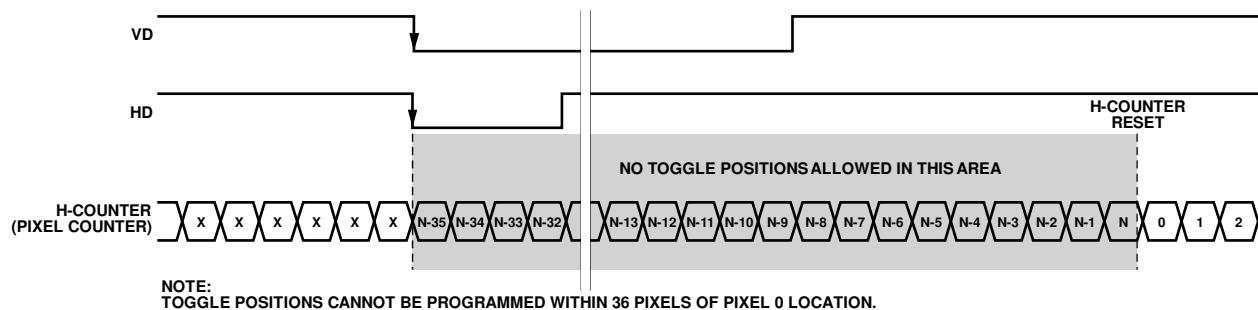 VD
HD
H-COUNTER
RESET
NO TOGGLE POSITIONS ALLOWED IN THIS AREA
H-COUNTER
(PIXEL COUNTER)
X X X X X X N-35 N-34 N-33 N-32 N-13 N-12 N-11 N-10 N-9 N-8 N-7 N-6 N-5 N-4 N-3 N-2 N-1 N 0 1 2
NOTE:
TOGGLE POSITIONS CANNOT BE PROGRAMMED WITHIN 36 PIXELS OF PIXEL 0 LOCATION.